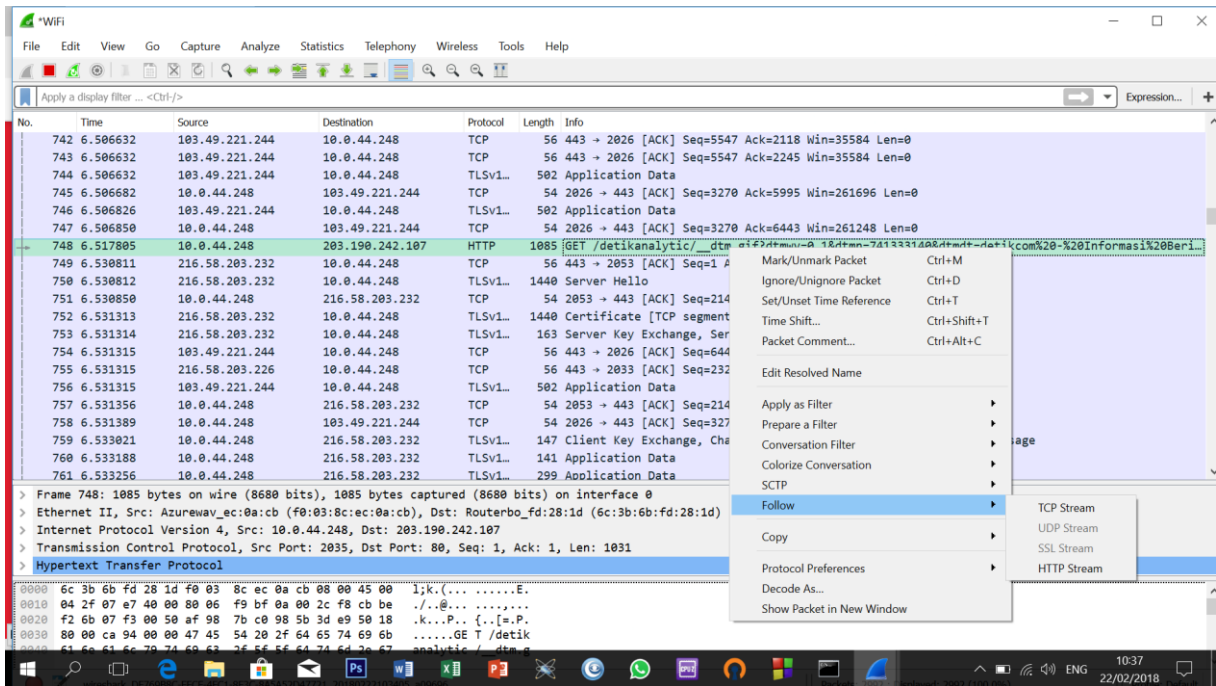 *WiFi
File Edit View Go Capture Analyze Statistics Telephony Wireless Tools Help
Apply a display filter ... <Ctrl-/>
Expression... +
No. Time Source Destination Protocol Length Info
742 6.506632 103.49.221.244 10.0.44.248 TCP 56 443 → 2026 [ACK] Seq=5547 Ack=2118 Win=35584 Len=0
743 6.506632 103.49.221.244 10.0.44.248 TCP 56 443 → 2026 [ACK] Seq=5547 Ack=2245 Win=35584 Len=0
744 6.506632 103.49.221.244 10.0.44.248 TLSv1... 502 Application Data
745 6.506682 10.0.44.248 103.49.221.244 TCP 54 2026 → 443 [ACK] Seq=3270 Ack=5995 Win=261696 Len=0
746 6.506826 103.49.221.244 10.0.44.248 TLSv1... 502 Application Data
747 6.506850 10.0.44.248 103.49.221.244 TCP 54 2026 → 443 [ACK] Seq=3270 Ack=6443 Win=261248 Len=0
748 6.517805 10.0.44.248 203.190.242.107 HTTP 1085 GET /detikanalytic/__dtm.gif?dtmwv=0.1&dtmn=741333140&dtmdt=detikcom%20-%20Informasi%20Beri...
749 6.530811 216.58.203.232 10.0.44.248 TCP 56 443 → 2053 [ACK] Seq=1 A
750 6.530812 216.58.203.232 10.0.44.248 TLSv1... 1440 Server Hello
751 6.530850 10.0.44.248 216.58.203.232 TCP 54 2053 → 443 [ACK] Seq=214
752 6.531313 216.58.203.232 10.0.44.248 TLSv1... 1440 Certificate [TCP segment
753 6.531314 216.58.203.232 10.0.44.248 TLSv1... 163 Server Key Exchange, Ser
754 6.531315 103.49.221.244 10.0.44.248 TCP 56 443 → 2026 [ACK] Seq=644
755 6.531315 216.58.203.226 10.0.44.248 TCP 56 443 → 2033 [ACK] Seq=232
756 6.531315 103.49.221.244 10.0.44.248 TLSv1... 502 Application Data
757 6.531356 10.0.44.248 216.58.203.232 TCP 54 2053 → 443 [ACK] Seq=214
758 6.531389 10.0.44.248 103.49.221.244 TCP 54 2026 → 443 [ACK] Seq=327
759 6.533021 10.0.44.248 216.58.203.232 TLSv1... 147 Client Key Exchange, Cha sage
760 6.533188 10.0.44.248 216.58.203.232 TLSv1... 141 Application Data
761 6.533256 10.0.44.248 216.58.203.232 TLSv1... 299 Application Data
Mark/Unmark Packet Ctrl+M
Ignore/Unignore Packet Ctrl+D
Set/Unset Time Reference Ctrl+T
Time Shift... Ctrl+Shift+T
Packet Comment... Ctrl+Alt+C
Edit Resolved Name
Apply as Filter
Prepare a Filter
Conversation Filter
Colorize Conversation
SCTP
Follow
Copy
Protocol Preferences
Decode As...
Show Packet in New Window
TCP Stream
UDP Stream
SSL Stream
HTTP Stream
> Frame 748: 1085 bytes on wire (8680 bits), 1085 bytes captured (8680 bits) on interface 0
> Ethernet II, Src: Azurewav_ec:0a:cb (f0:03:8c:ec:0a:cb), Dst: Routerbo_fd:28:1d (6c:3b:6b:fd:28:1d)
> Internet Protocol Version 4, Src: 10.0.44.248, Dst: 203.190.242.107
> Transmission Control Protocol, Src Port: 2035, Dst Port: 80, Seq: 1, Ack: 1, Len: 1031
> Hypertext Transfer Protocol
0000 6c 3b 6b fd 28 1d f0 03 8c ec 0a cb 08 00 45 00 l;k.(... ......E.
0010 04 2f 07 e7 40 00 80 06 f9 bf 0a 00 2c f8 cb be ./..@... ....,...
0020 f2 6b 07 f3 00 50 af 98 7b c0 98 5b 3d e9 50 18 .k...P.. {..[=.P.
0030 80 00 ca 94 00 00 47 45 54 20 2f 64 65 74 69 6b ......GE T /detik
0040 61 6e 61 6c 79 74 69 63 2f 5f 5f 64 74 6d 2e 67 analytic /__dtm.g
Ps
ENG
10:37
22/02/2018